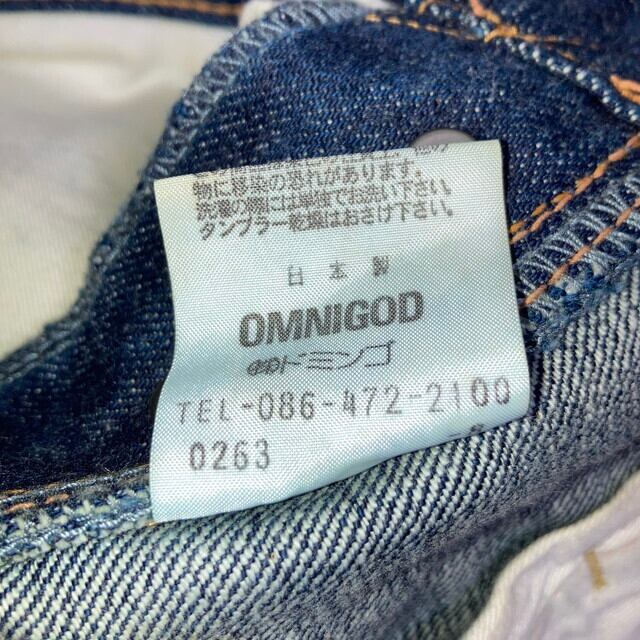 物に移染の恐れがあります。
洗濯の際には単独でお洗い下さい。
タンブラー乾燥はおさけ下さい。
日本製
OMNIGOD
㈱ドミンゴ
TEL-086-472-2100
0263